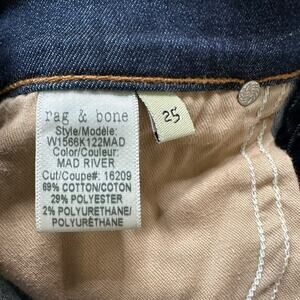 rag & bone
Style/Modèle:
W1566K122MAD
Color/Couleur:
MAD RIVER
Cut/Coupe#: 16209
69% COTTON/COTON
29% POLYESTER
2% POLYURETHANE/
POLYURÉTHANE
25